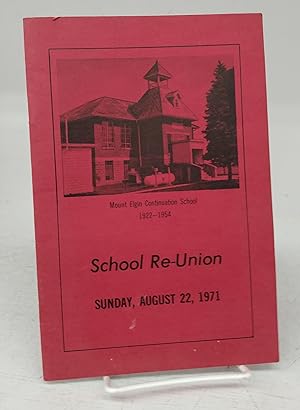 Mount Elgin Continuation School
1922-1954
School Re-Union
SUNDAY, AUGUST 22, 1971